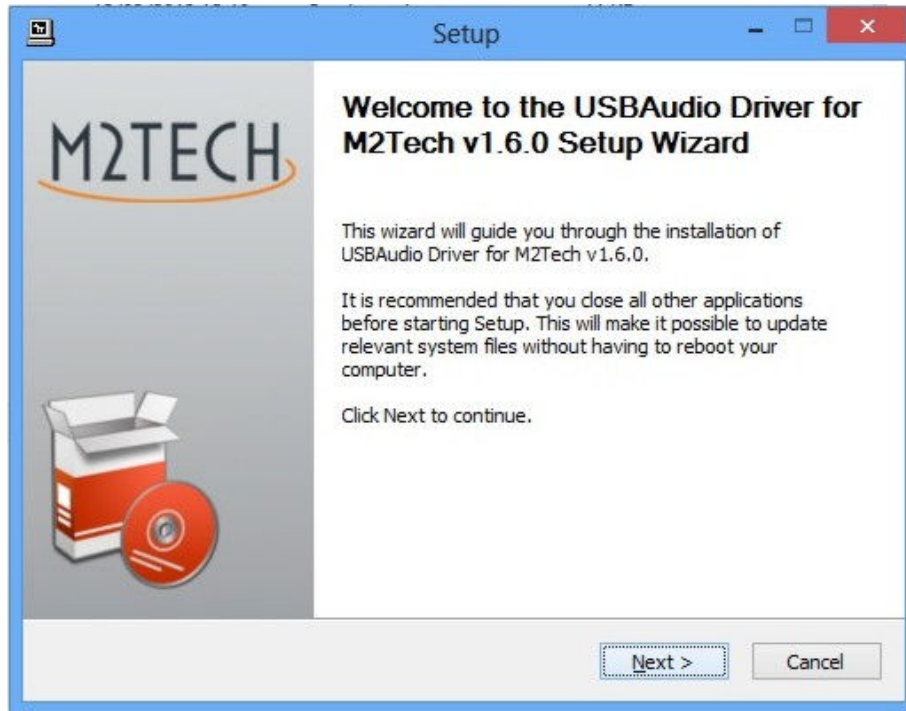 Setup
M2TECH
Welcome to the USBAudio Driver for
M2Tech v1.6.0 Setup Wizard
This wizard will guide you through the installation of
USBAudio Driver for M2Tech v1.6.0.
It is recommended that you close all other applications
before starting Setup. This will make it possible to update
relevant system files without having to reboot your
computer.
Click Next to continue.
Next >
Cancel